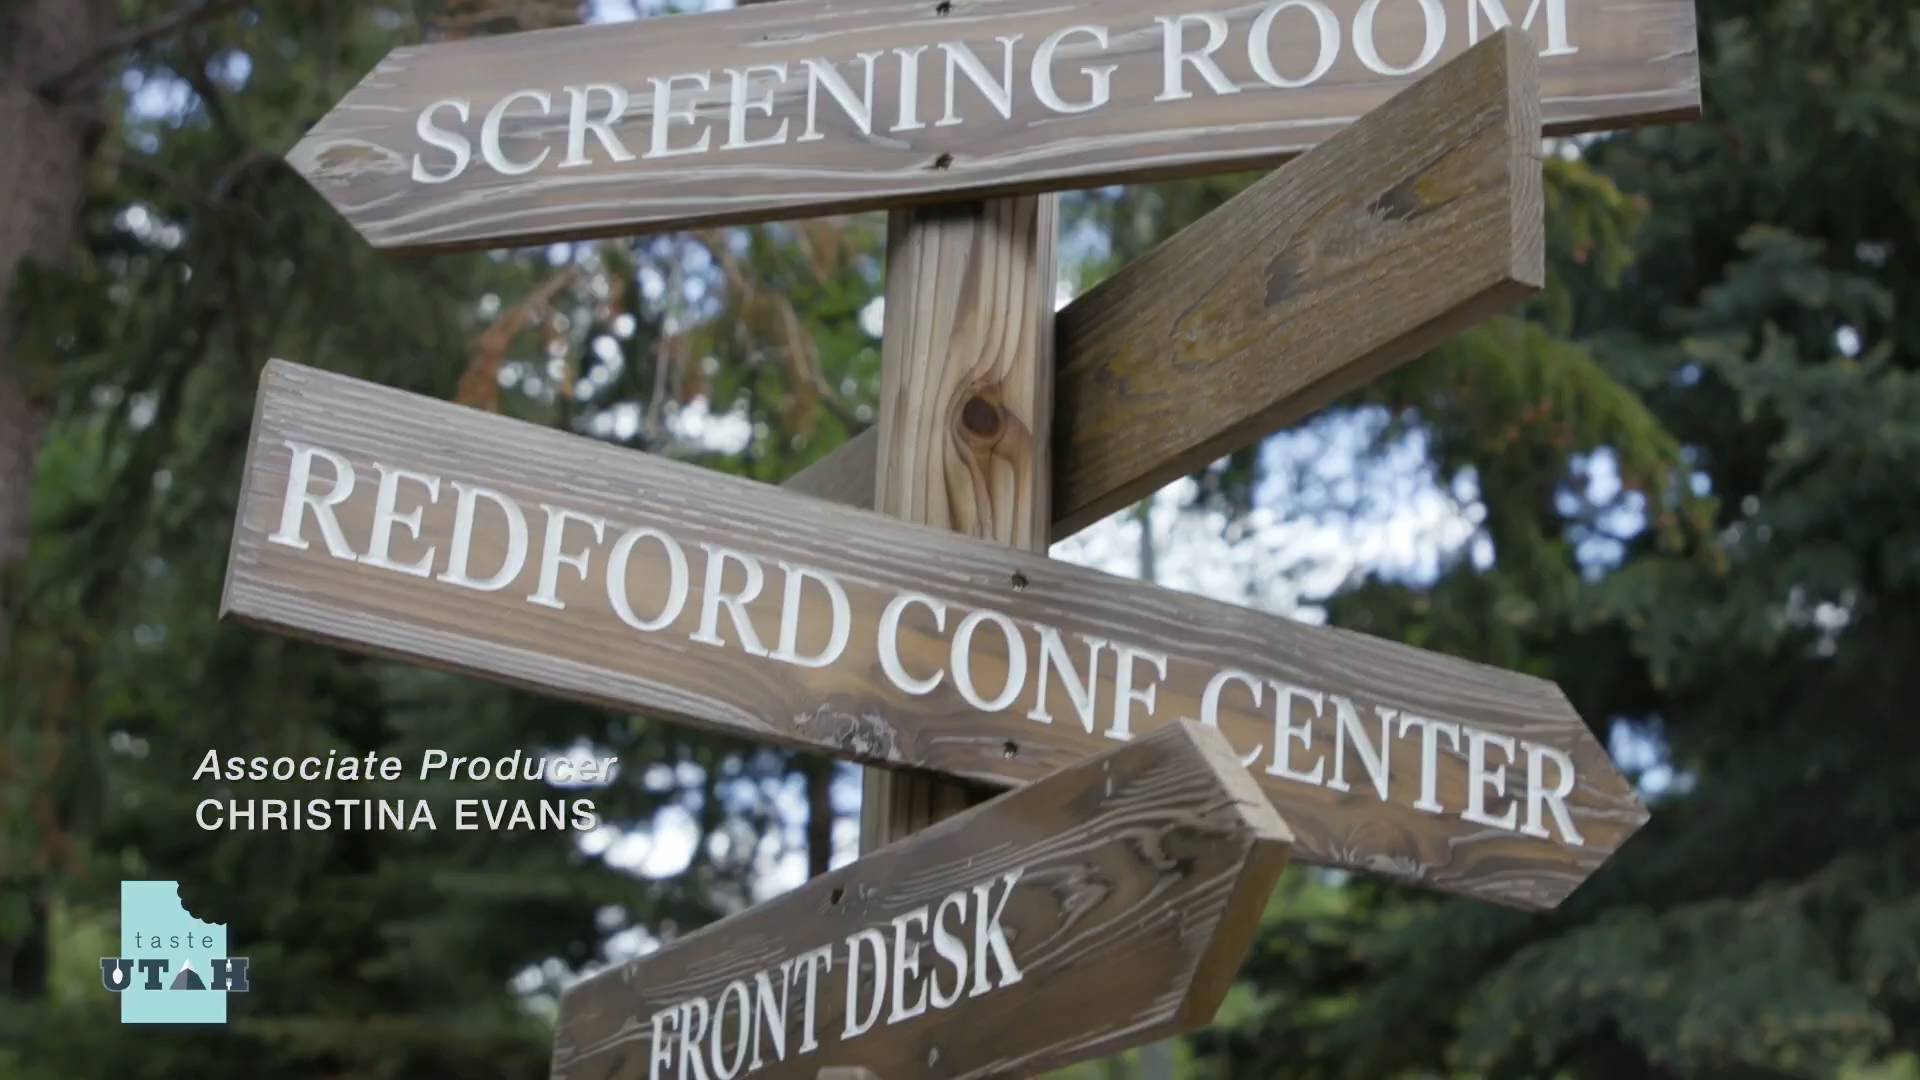 SCREENING ROOM
REDFORD CONF CENTER
FRONT DESK
Associate Producer
CHRISTINA EVANS
taste
UTAH